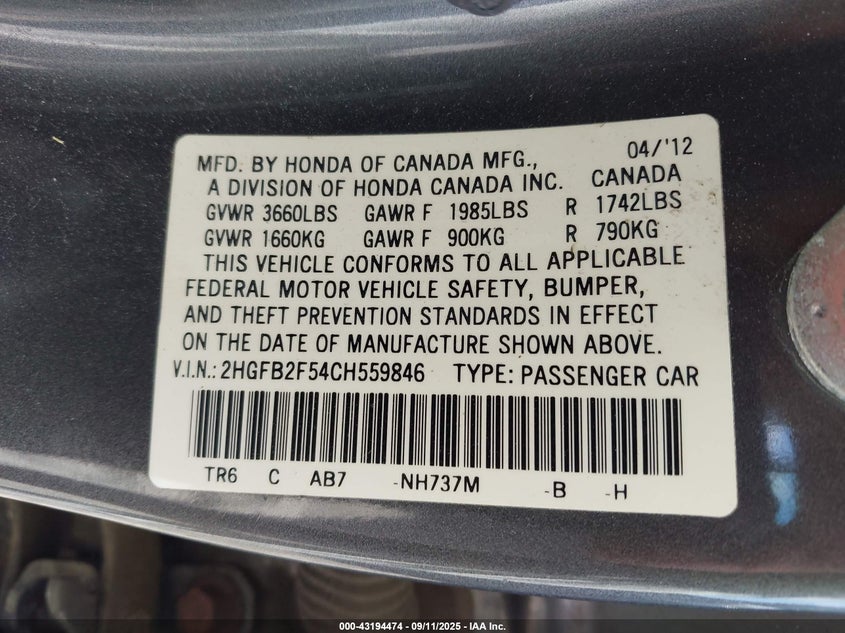 MFD. BY HONDA OF CANADA MFG., 04/'12
A DIVISION OF HONDA CANADA INC. CANADA
GVWR 3660LBS GAWR F 1985LBS R 1742LBS
GVWR 1660KG GAWR F 900KG R 790KG
THIS VEHICLE CONFORMS TO ALL APPLICABLE
FEDERAL MOTOR VEHICLE SAFETY, BUMPER,
AND THEFT PREVENTION STANDARDS IN EFFECT
ON THE DATE OF MANUFACTURE SHOWN ABOVE.
V.I.N.: 2HGFB2F54CH559846 TYPE: PASSENGER CAR
TR6 C AB7 -NH737M -B -H
000-43194474 - 09/11/2025 - IAA Inc.